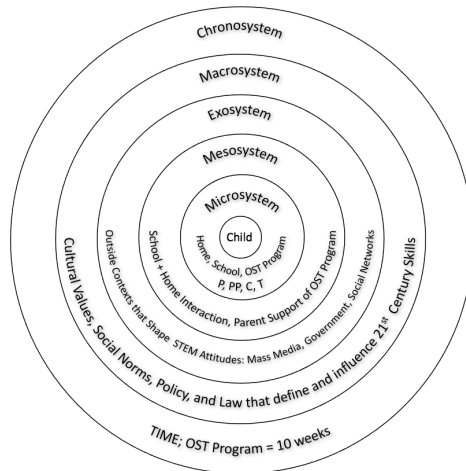 Chronosystem
Macrosystem
Exosystem
Mesosystem
Microsystem
Child
Home, School, OST Program
P, PP, C, T
School + Home Interaction, Parent Support of OST Program
Outside Contexts that Shape STEM Attitudes: Mass Media, Government, Social Networks
Cultural Values, Social Norms, Policy, and Law that define and influence 21st Century Skills
TIME; OST Program = 10 weeks